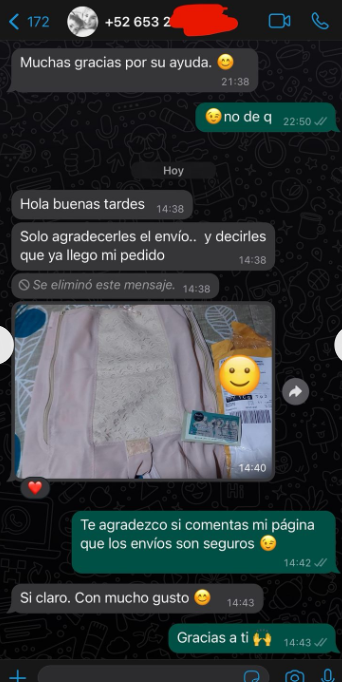 172
+52 653 2
Muchas gracias por su ayuda. 😊
21:38
😉no de q
22:50
Hoy
Hola buenas tardes
14:38
Solo agradecerles el envío.. y decirles
que ya llego mi pedido
14:38
Se eliminó este mensaje.
14:38
14:40
Te agradezco si comentas mi página
que los envíos son seguros 😉
14:42
Si claro. Con mucho gusto 😊
14:43
Gracias a ti 🙌
14:43